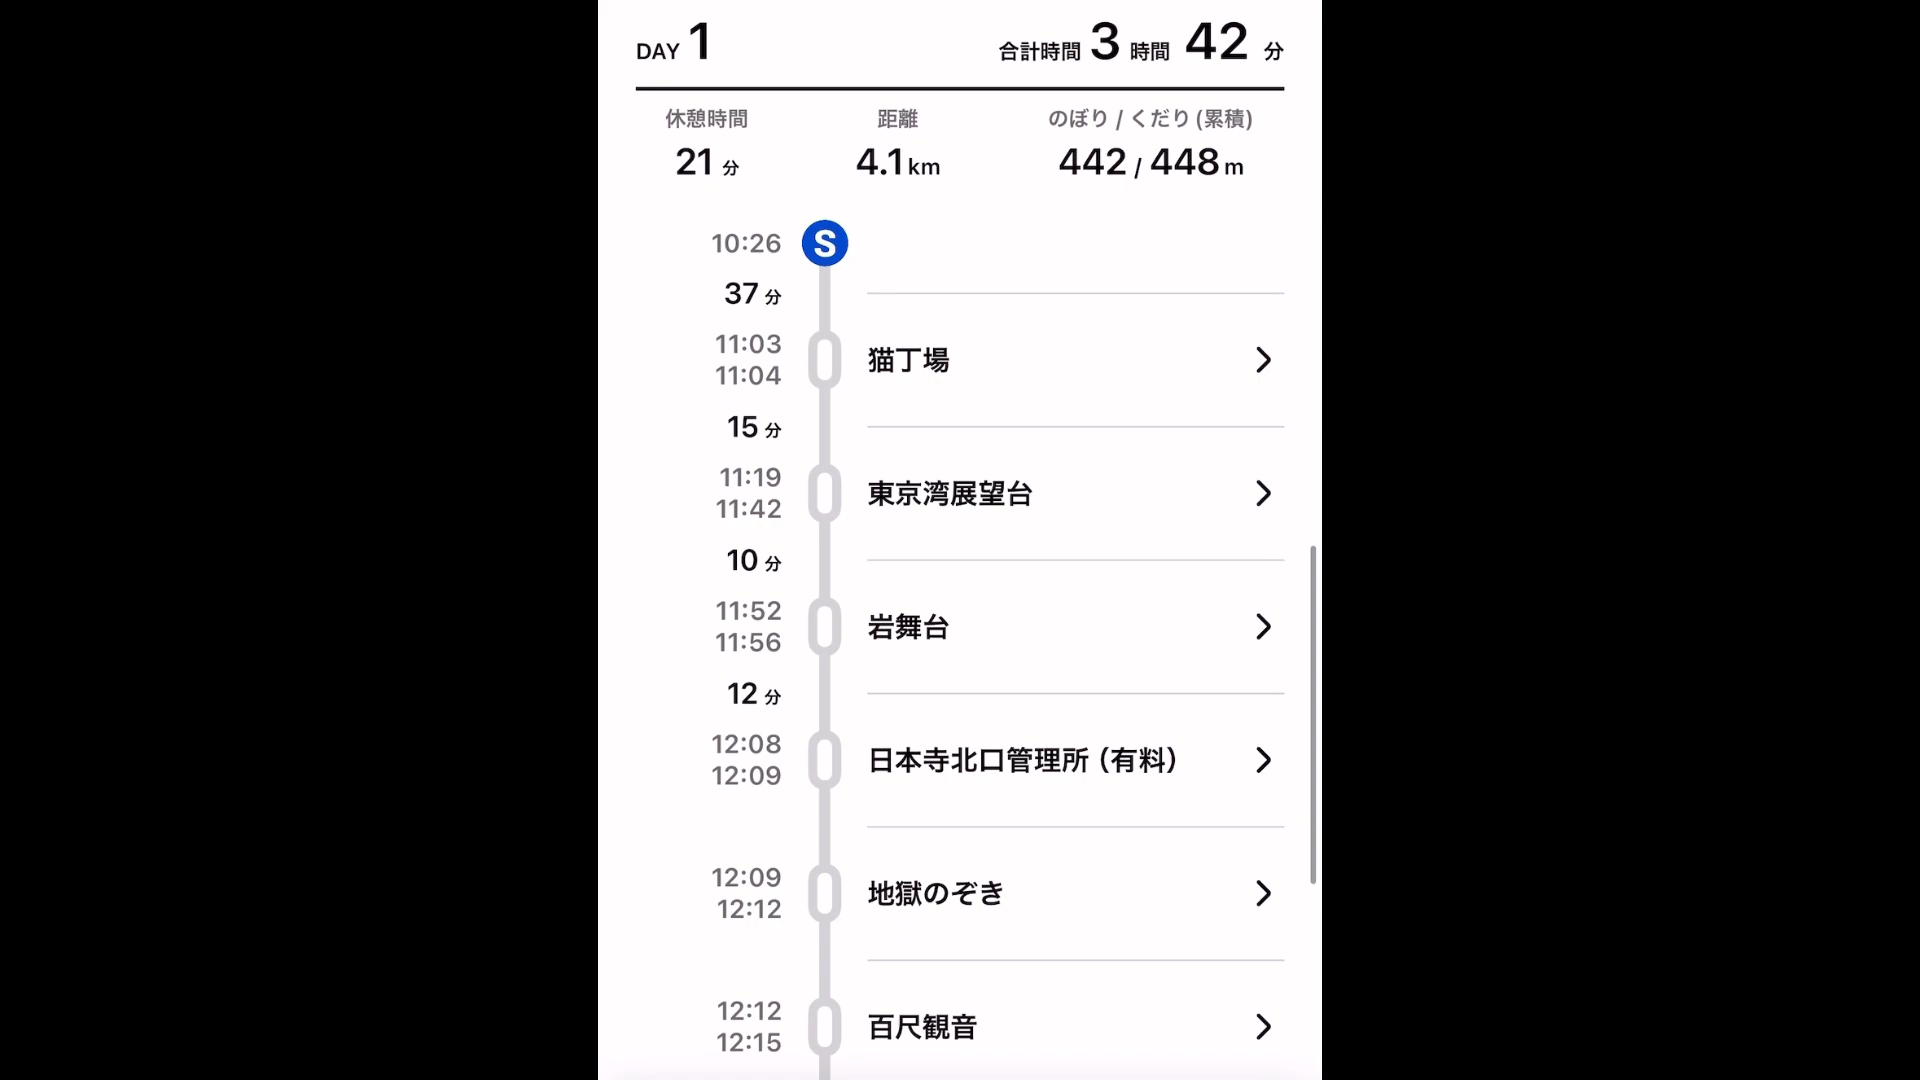 DAY 1 合計時間 3 時間 42 分
休憩時間 距離 のぼり / くだり (累積)
21 分 4.1 km 442 / 448 m
10:26 S
37 分
11:03
11:04
猫丁場
15 分
11:19
11:42
東京湾展望台
10 分
11:52
11:56
岩舞台
12 分
12:08
12:09
日本寺北口管理所（有料）
12:09
12:12
地獄のぞき
12:12
12:15
百尺観音